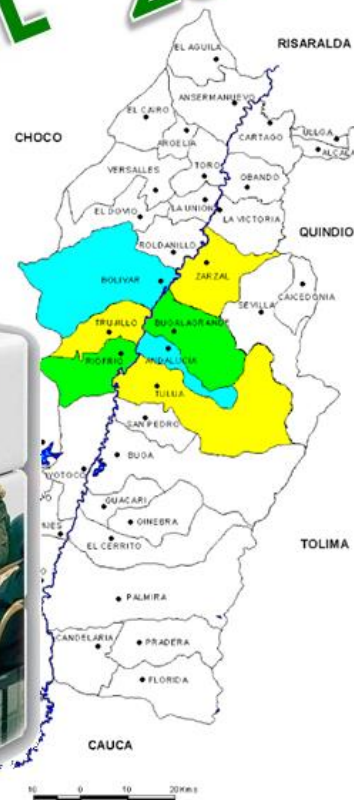 RISARALDA
EL AGUILA
ANSERMANUEVO
EL CAIRO
CHOCO
ARGELIA
CARTAGO
ULLOA
ALCALA
VERSALLES
TORO
OBANDO
EL DOVIO
LA UNION
LA VICTORIA
QUINDIO
ROLDANILLO
ZARZAL
BOLIVAR
CAICEDONIA
SEVILLA
TRUJILLO
BUGALAGRANDE
RIOFRIO
ANDALUCIA
TULUA
SAN PEDRO
BUGA
YOTOCO
GUACARI
GINEBRA
EL CERRITO
TOLIMA
PALMIRA
CANDELARIA
PRADERA
FLORIDA
CAUCA
10 0 10 20 Kms